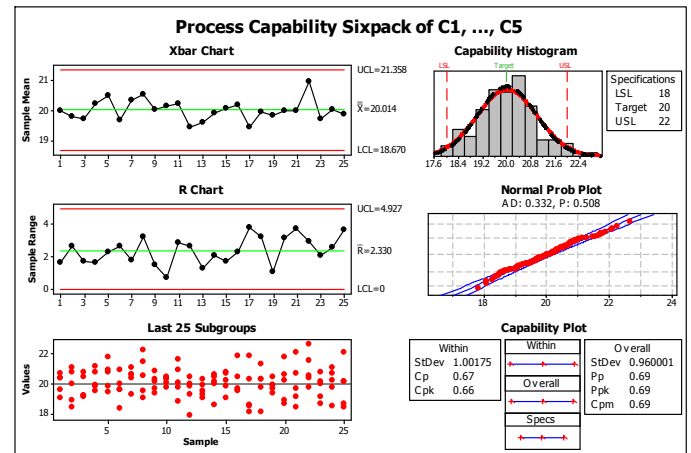 Process Capability Sixpack of C1, ..., C5
Xbar Chart
Sample Mean
21
20
19
1 3 5 7 9 11 13 15 17 19 21 23 25
UCL=21.358
X=20.014
LCL=18.670
Capability Histogram
LSL Target USL
17.6 18.4 19.2 20.0 20.8 21.6 22.4
Specifications
LSL 18
Target 20
USL 22
R Chart
Sample Range
4
2
0
1 3 5 7 9 11 13 15 17 19 21 23 25
UCL=4.927
R=2.330
LCL=0
Normal Prob Plot
AD: 0.332, P: 0.508
16 18 20 22 24
Last 25 Subgroups
Values
22
20
18
5 10 15 20 25
Sample
Capability Plot
Within
StDev 1.00175
Cp 0.67
Cpk 0.66
Within
Overall
Specs
Overall
StDev 0.960001
Pp 0.69
Ppk 0.69
Cpm 0.69